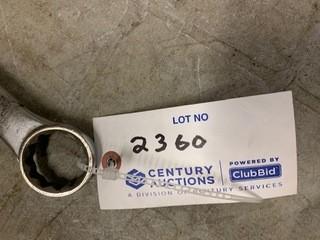 LOT NO
2360
CENTURY AUCTIONS
A DIVISION OF CENTURY SERVICES
POWERED BY
ClubBid